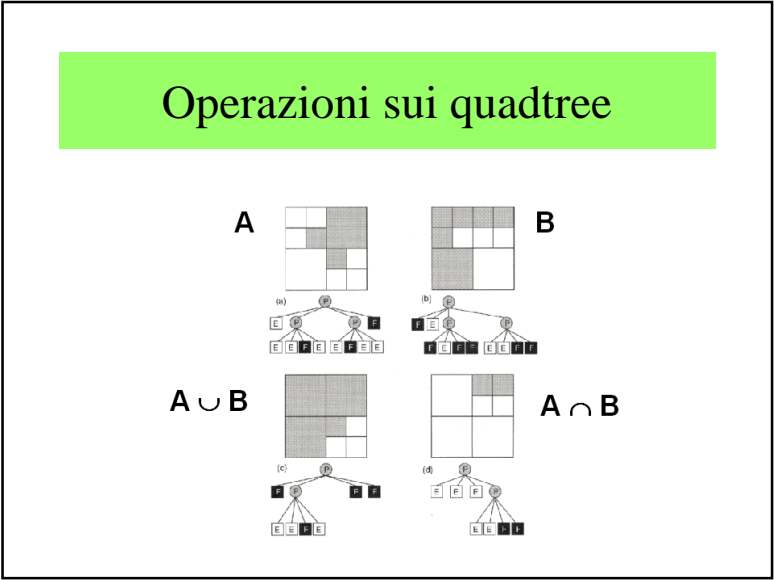 Operazioni sui quadtree
A B
(a) P (b) P
E P P F F E P P
E E F E E F E E F E F F E E F F
A ∪ B A ∩ B
(c) P (d) P
F P F F E E E P
E E F E E E F F